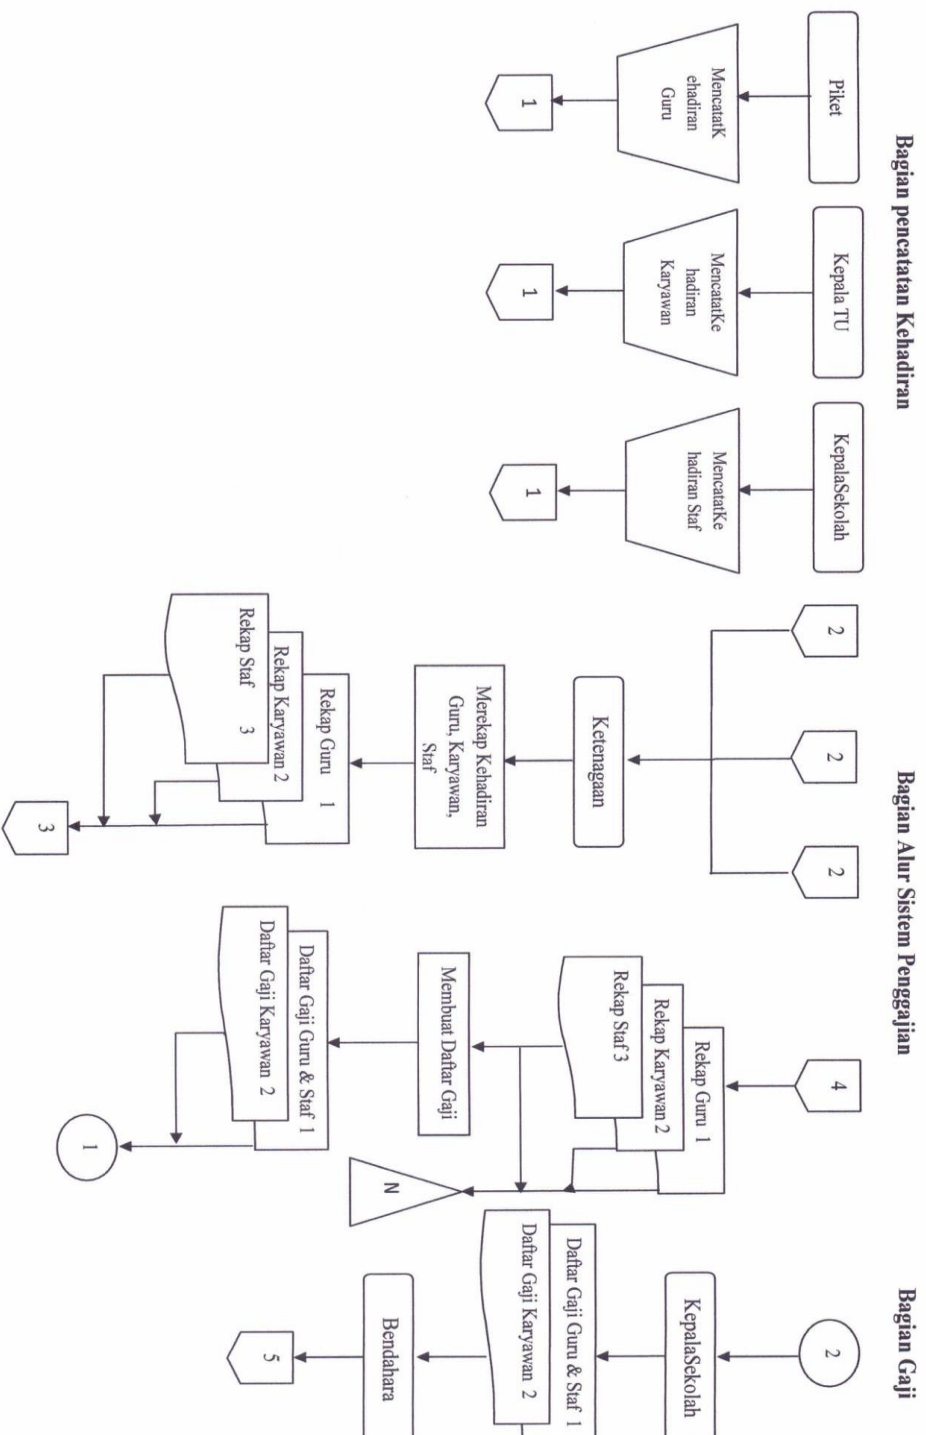 Bagian pencatatan Kehadiran
Piket
MencatatK
ehadiran
Guru
1
Kepala TU
MencatatKe
hadiran
Karyawan
1
KepalaSekolah
MencatatKe
hadiran Staf
1
Bagian Alur Sistem Penggajian
2
2
2
Ketenagaan
Merekap Kehadiran
Guru, Karyawan,
Staf
Rekap Guru 1
Rekap Karyawan 2
Rekap Staf 3
3
4
Rekap Guru 1
Rekap Karyawan 2
Rekap Staf 3
Membuat Daftar Gaji
N
Daftar Gaji Guru & Staf 1
Daftar Gaji Karyawan 2
1
Bagian Gaji
2
KepalaSekolah
Daftar Gaji Guru & Staf 1
Daftar Gaji Karyawan 2
Bendahara
5